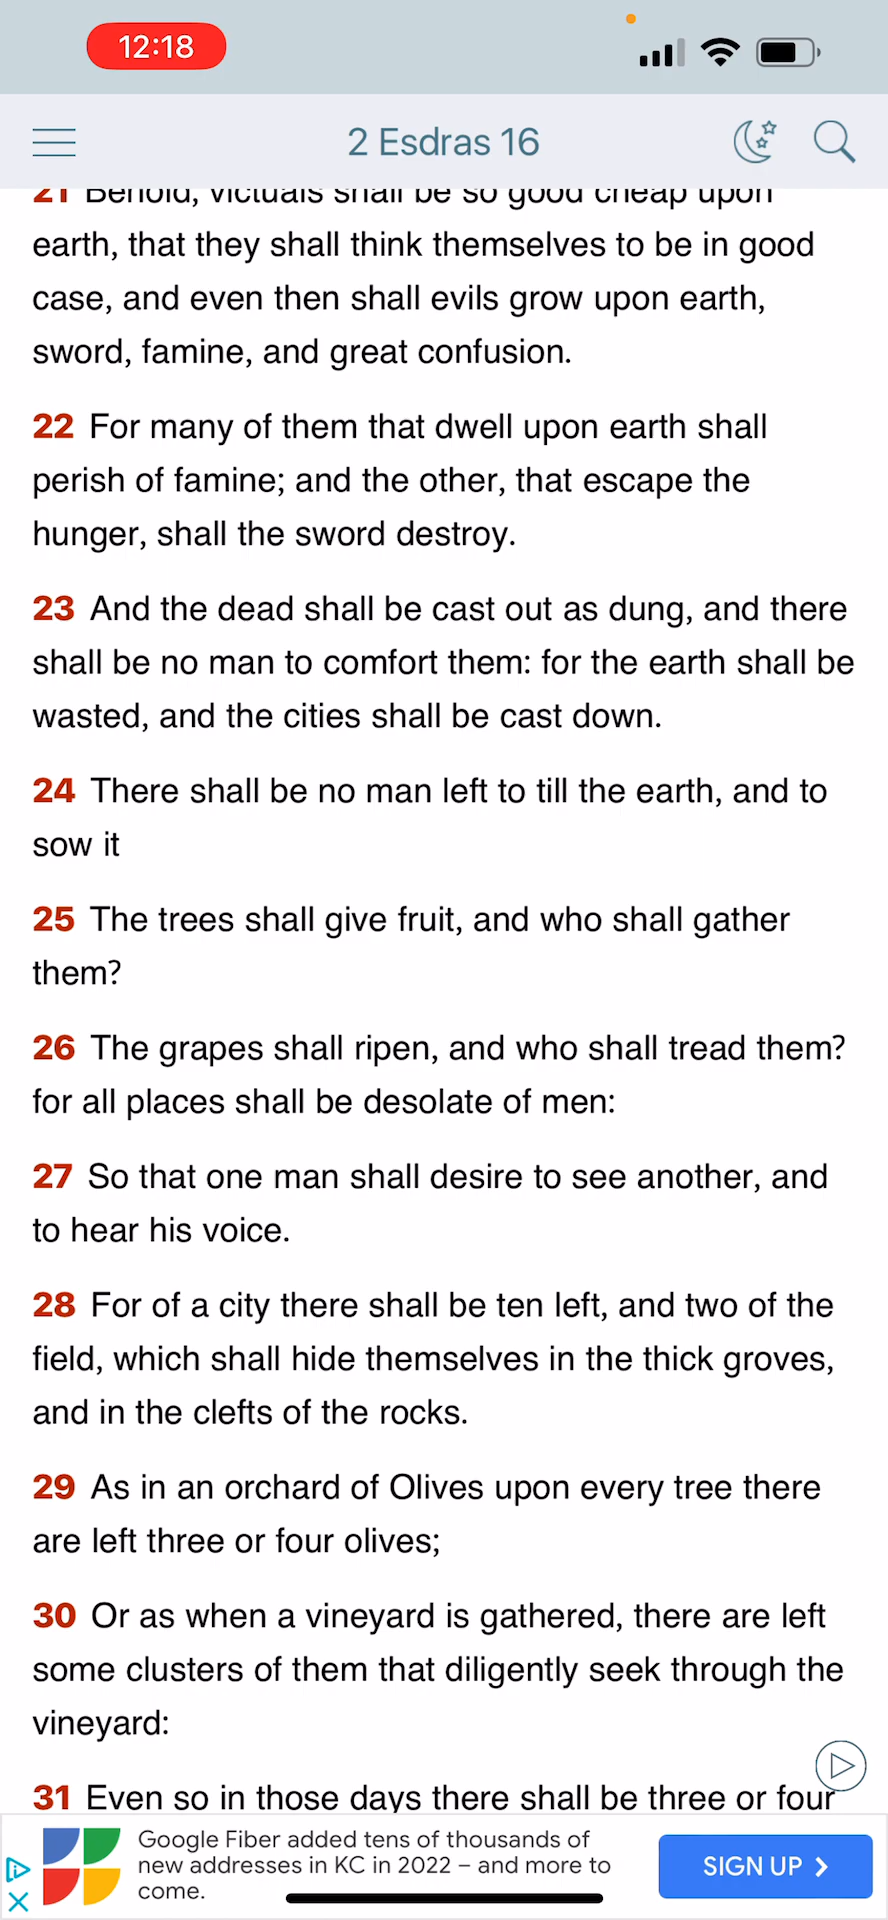 12:18
2 Esdras 16
21 Behold, victuals shall be so good cheap upon
earth, that they shall think themselves to be in good
case, and even then shall evils grow upon earth,
sword, famine, and great confusion.
22 For many of them that dwell upon earth shall
perish of famine; and the other, that escape the
hunger, shall the sword destroy.
23 And the dead shall be cast out as dung, and there
shall be no man to comfort them: for the earth shall be
wasted, and the cities shall be cast down.
24 There shall be no man left to till the earth, and to
sow it
25 The trees shall give fruit, and who shall gather
them?
26 The grapes shall ripen, and who shall tread them?
for all places shall be desolate of men:
27 So that one man shall desire to see another, and
to hear his voice.
28 For of a city there shall be ten left, and two of the
field, which shall hide themselves in the thick groves,
and in the clefts of the rocks.
29 As in an orchard of Olives upon every tree there
are left three or four olives;
30 Or as when a vineyard is gathered, there are left
some clusters of them that diligently seek through the
vineyard:
31 Even so in those days there shall be three or four
Google Fiber added tens of thousands of
new addresses in KC in 2022 – and more to
come.
SIGN UP